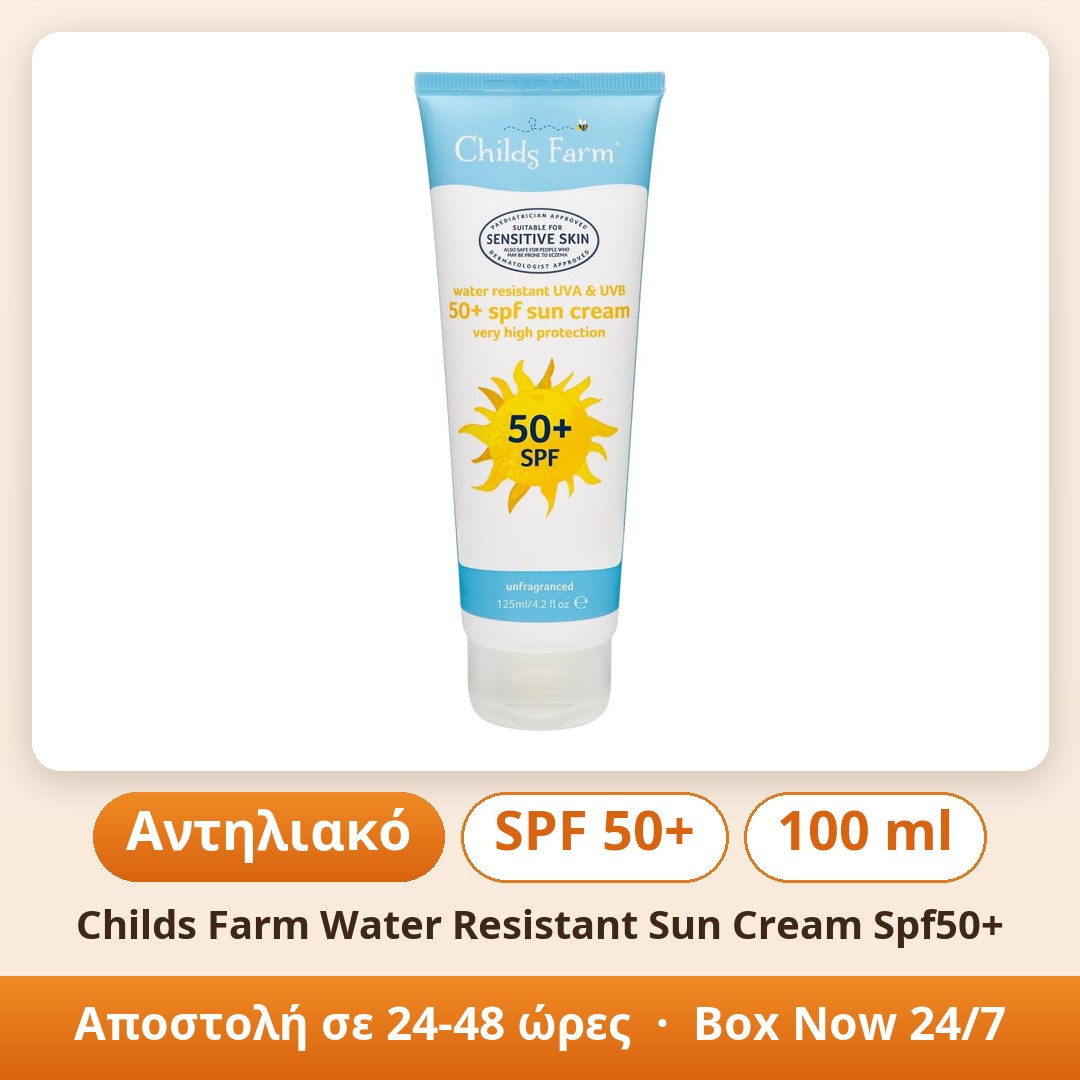 Childs Farm
PAEDIATRICIAN APPROVED
SUITABLE FOR
SENSITIVE SKIN
ALSO SAFE FOR PEOPLE WHO
MAY BE PRONE TO ECZEMA
DERMATOLOGIST APPROVED
water resistant UVA & UVB
50+ spf sun cream
very high protection
50+
SPF
unfragranced
125ml/4.2 fl oz ℮
Αντηλιακό
SPF 50+
100 ml
Childs Farm Water Resistant Sun Cream Spf50+
Αποστολή σε 24-48 ώρες · Box Now 24/7